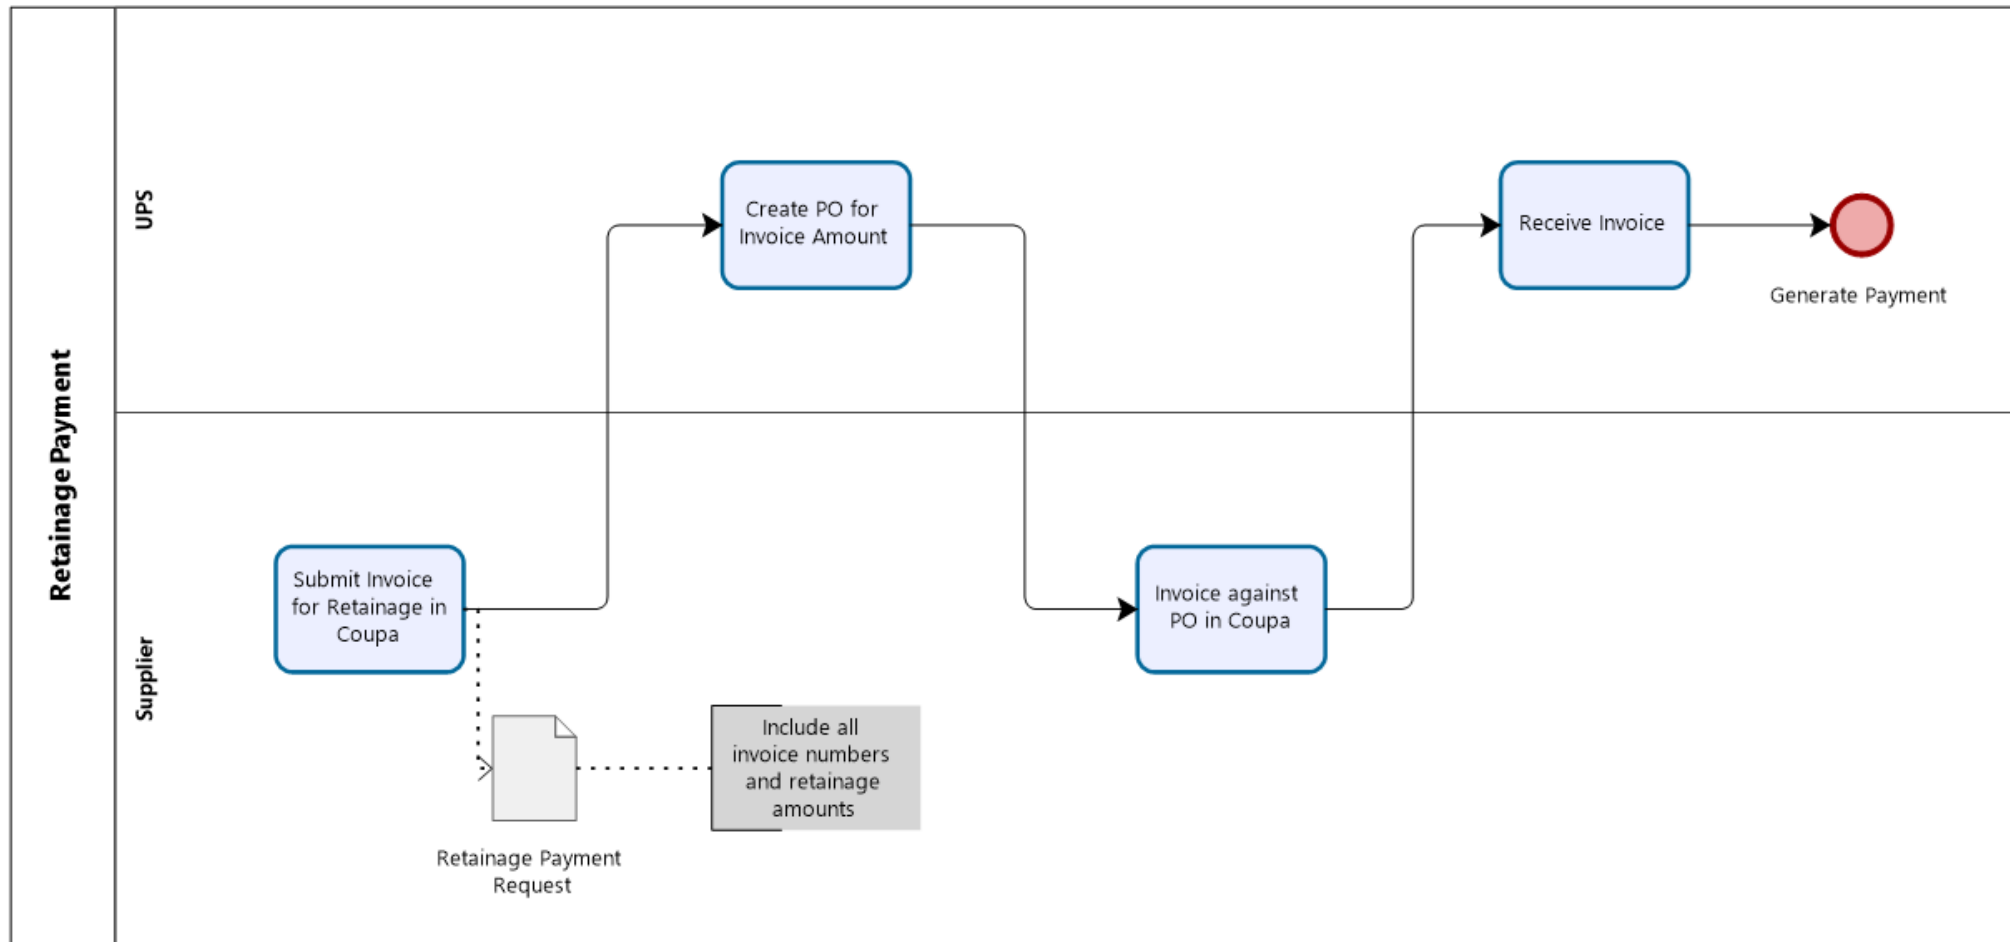 Retainage Payment
UPS
Create PO for
Invoice Amount
Receive Invoice
Generate Payment
Supplier
Submit Invoice
for Retainage in
Coupa
Invoice against
PO in Coupa
Include all
invoice numbers
and retainage
amounts
Retainage Payment
Request